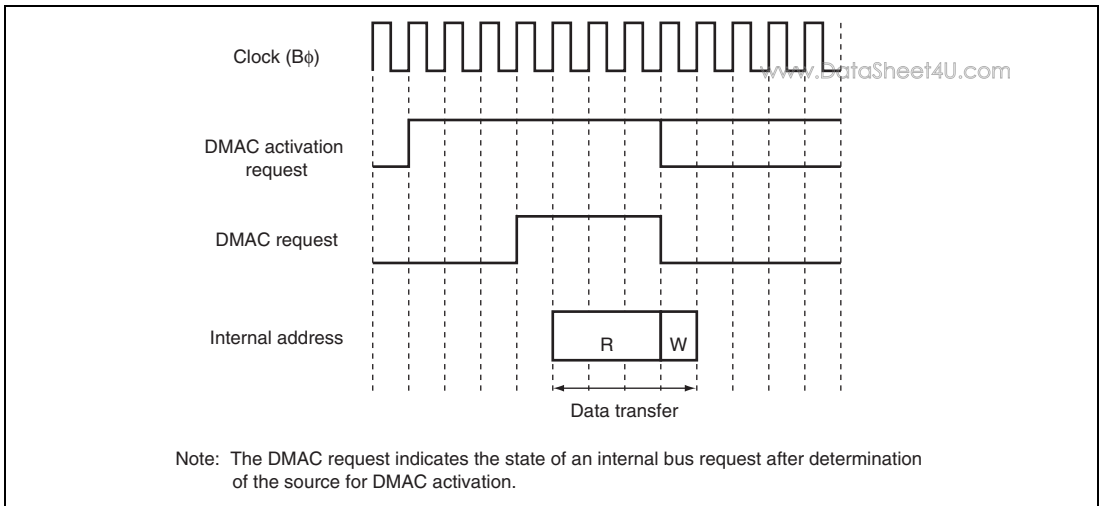 Clock (Bϕ)
www.DataSheet4U.com
DMAC activation
request
DMAC request
Internal address
R
W
Data transfer
Note: The DMAC request indicates the state of an internal bus request after determination
of the source for DMAC activation.